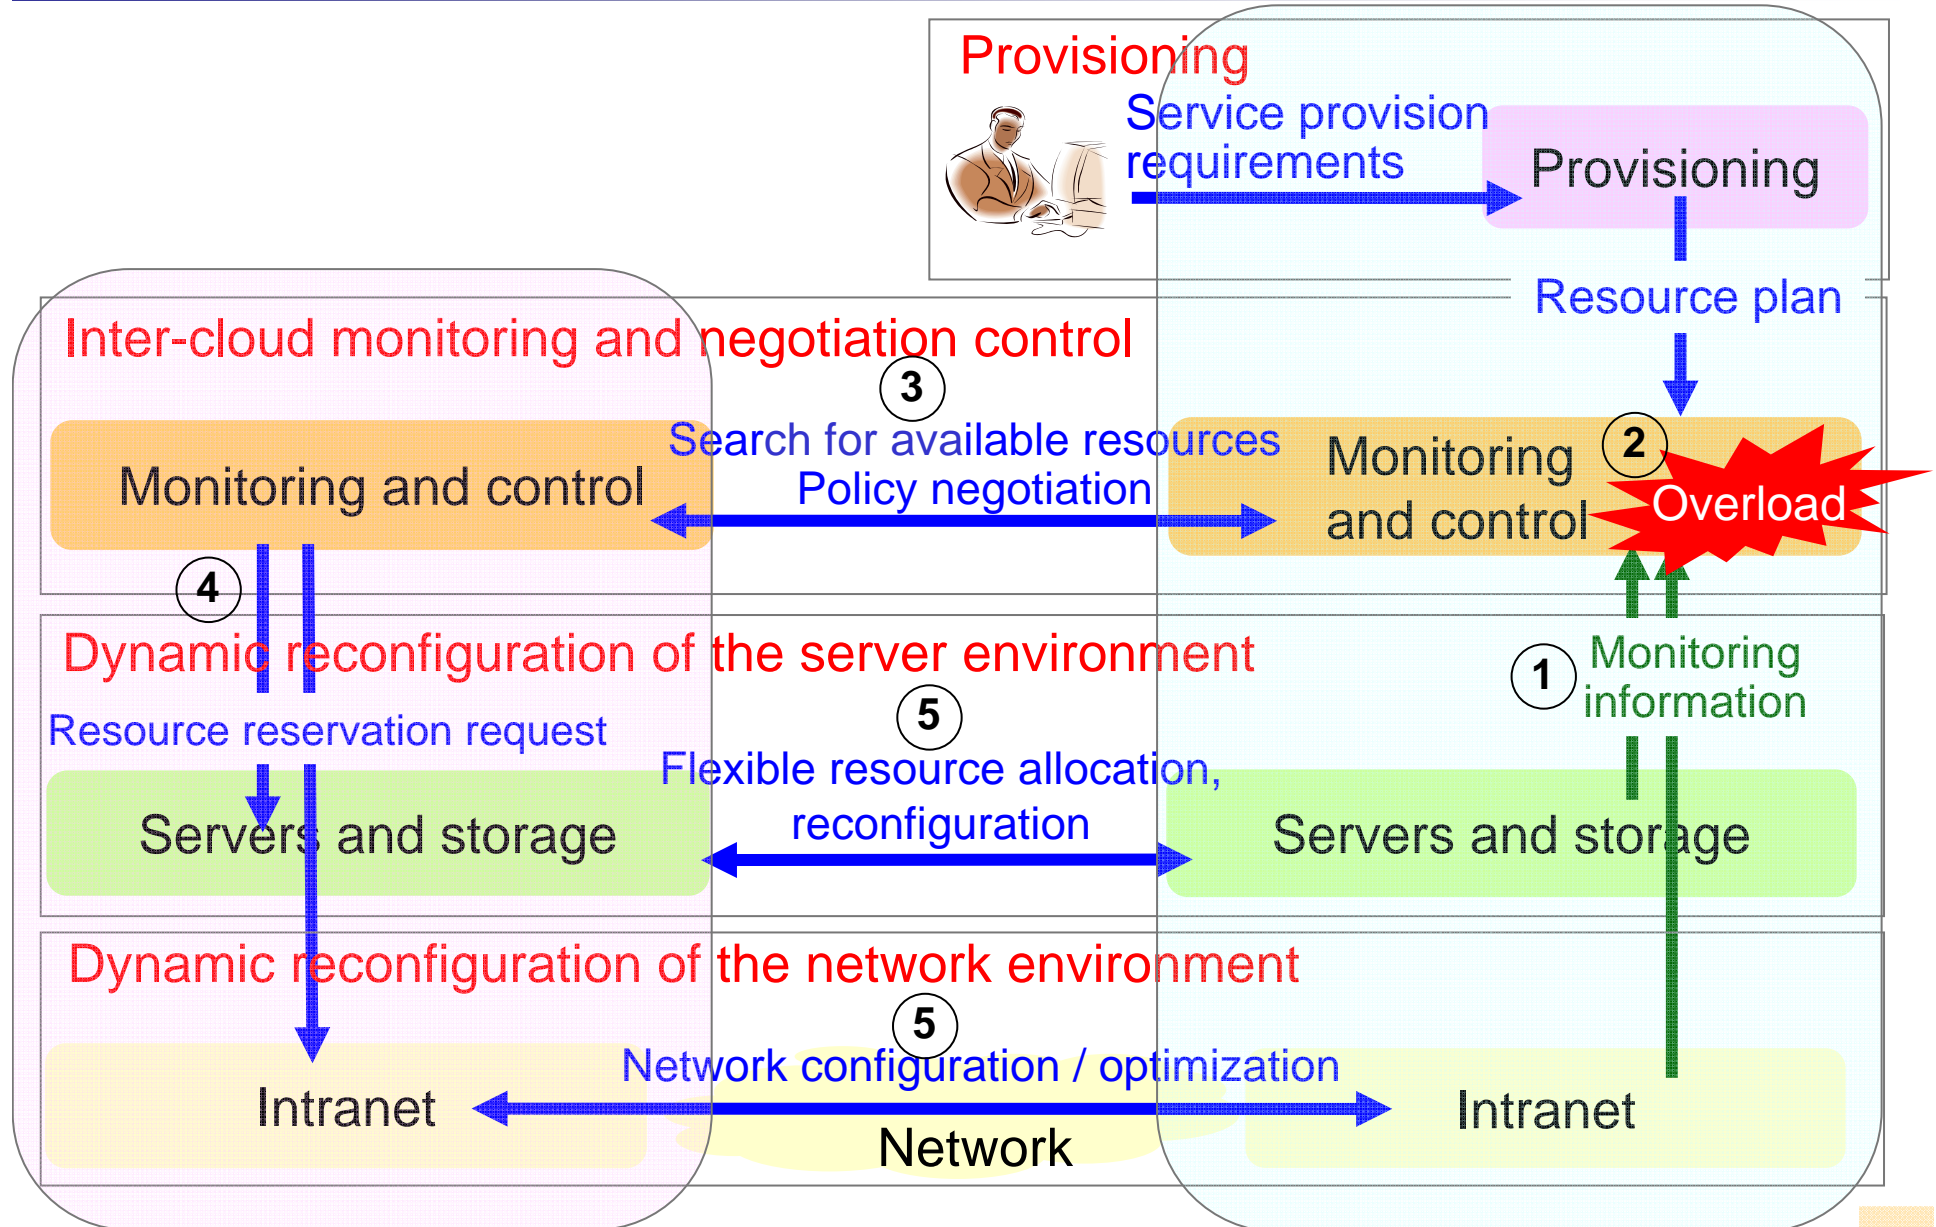 Provisioning
Service provision
requirements
Provisioning
Resource plan
Inter-cloud monitoring and negotiation control
3
Search for available resources
Policy negotiation
Monitoring and control
Monitoring
and control
2
Overload
4
Dynamic reconfiguration of the server environment
1
Monitoring
information
5
Resource reservation request
Flexible resource allocation,
reconfiguration
Servers and storage
Servers and storage
Dynamic reconfiguration of the network environment
5
Network configuration / optimization
Intranet
Intranet
Network